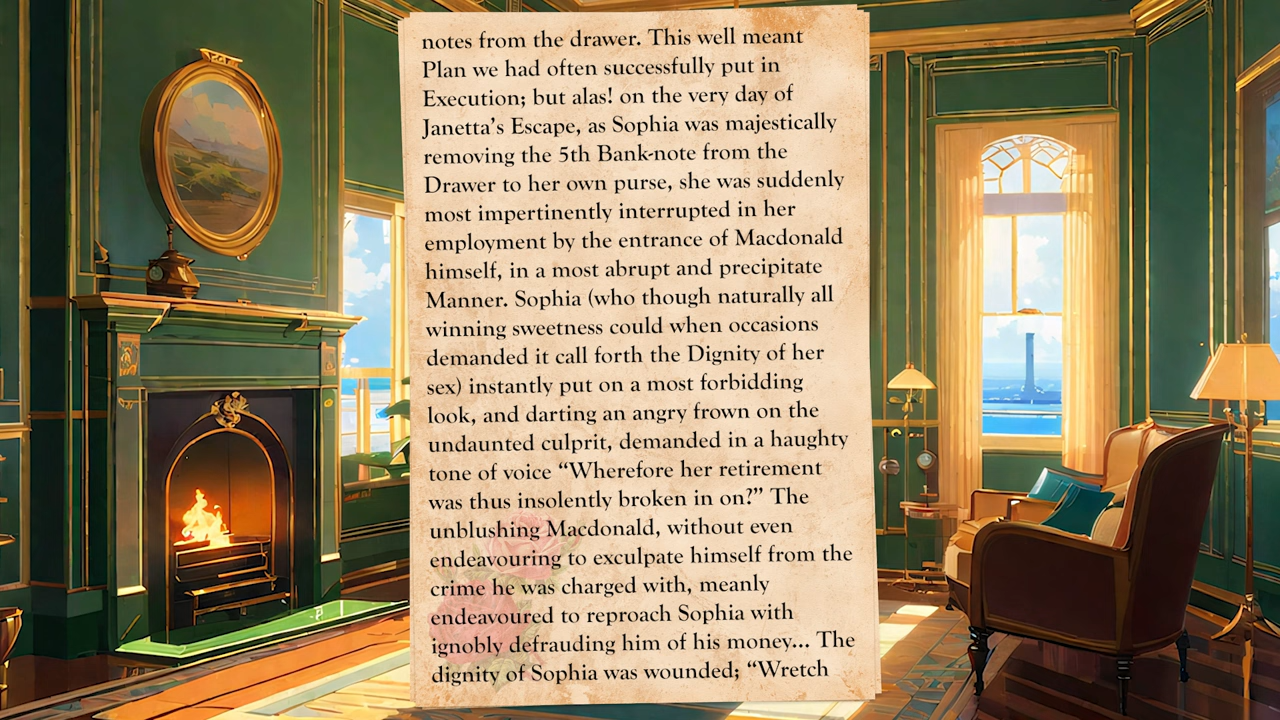 notes from the drawer. This well meant
Plan we had often successfully put in
Execution; but alas! on the very day of
Janetta’s Escape, as Sophia was majestically
removing the 5th Bank-note from the
Drawer to her own purse, she was suddenly
most impertinently interrupted in her
employment by the entrance of Macdonald
himself, in a most abrupt and precipitate
Manner. Sophia (who though naturally all
winning sweetness could when occasions
demanded it call forth the Dignity of her
sex) instantly put on a most forbidding
look, and darting an angry frown on the
undaunted culprit, demanded in a haughty
tone of voice “Wherefore her retirement
was thus insolently broken in on?” The
unblushing Macdonald, without even
endeavouring to exculpate himself from the
crime he was charged with, meanly
endeavoured to reproach Sophia with
ignobly defrauding him of his money... The
dignity of Sophia was wounded; “Wretch